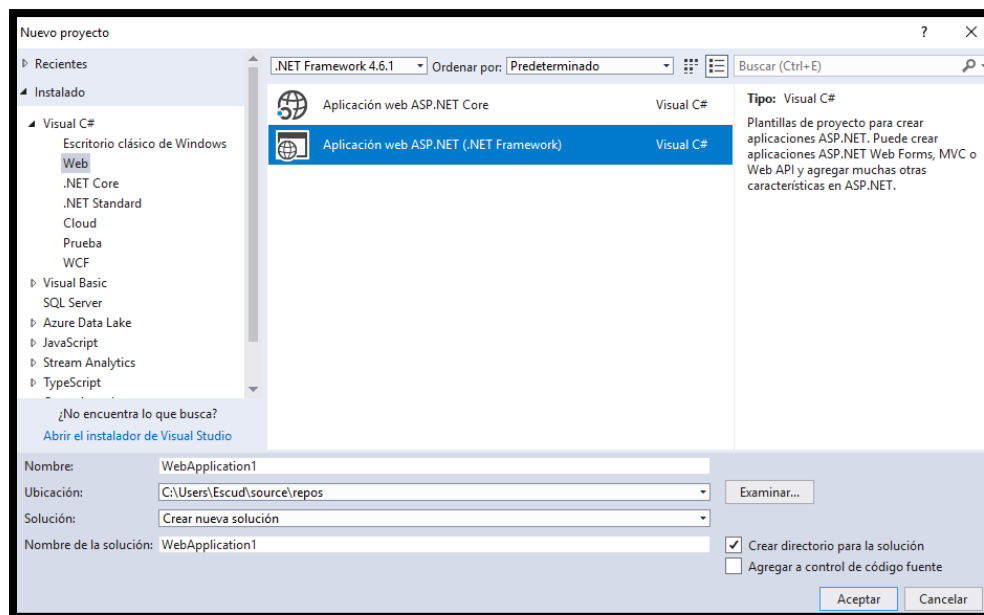 Nuevo proyecto
?
Recientes
Instalado
Visual C#
Escritorio clásico de Windows
Web
.NET Core
.NET Standard
Cloud
Prueba
WCF
Visual Basic
SQL Server
Azure Data Lake
JavaScript
Stream Analytics
TypeScript
¿No encuentra lo que busca?
Abrir el instalador de Visual Studio
.NET Framework 4.6.1 Ordenar por: Predeterminado
Aplicación web ASP.NET Core Visual C#
Aplicación web ASP.NET (.NET Framework) Visual C#
Buscar (Ctrl+E)
Tipo: Visual C#
Plantillas de proyecto para crear
aplicaciones ASP.NET. Puede crear
aplicaciones ASP.NET Web Forms, MVC o
Web API y agregar muchas otras
características en ASP.NET.
Nombre: WebApplication1
Ubicación: C:\Users\Escud\source\repos Examinar...
Solución: Crear nueva solución
Nombre de la solución: WebApplication1
Crear directorio para la solución
Agregar a control de código fuente
Aceptar Cancelar